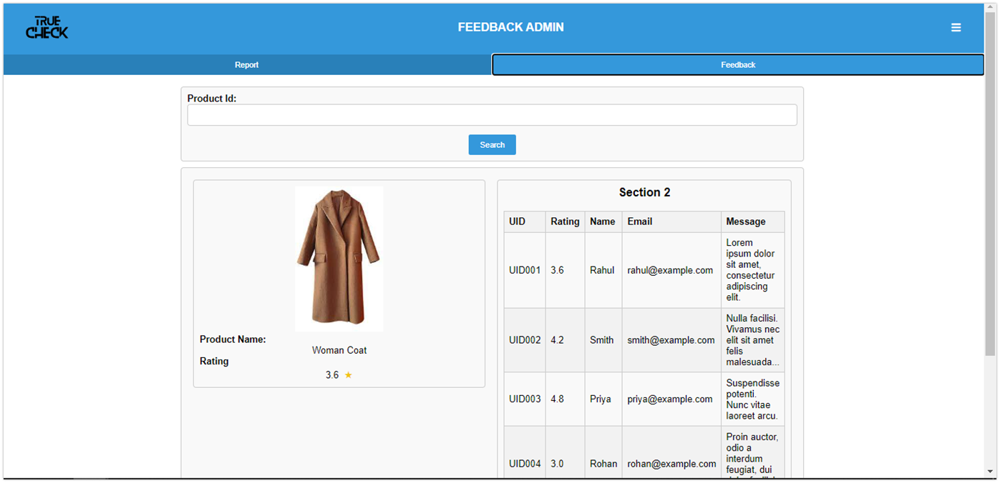 TRUE
CHECK
FEEDBACK ADMIN
Report
Feedback
Product Id:
Search
Product Name:
Woman Coat
Rating
3.6
Section 2
UID Rating Name Email Message
UID001 3.6 Rahul rahul@example.com
Lorem
ipsum dolor
sit amet,
consectetur
adipiscing
elit.
UID002 4.2 Smith smith@example.com
Nulla facilisi.
Vivamus nec
elit sit amet
felis
malesuada...
UID003 4.8 Priya priya@example.com
Suspendisse
potenti.
Nunc vitae
laoreet arcu.
UID004 3.0 Rohan rohan@example.com
Proin auctor,
odio a
interdum
feugiat, dui